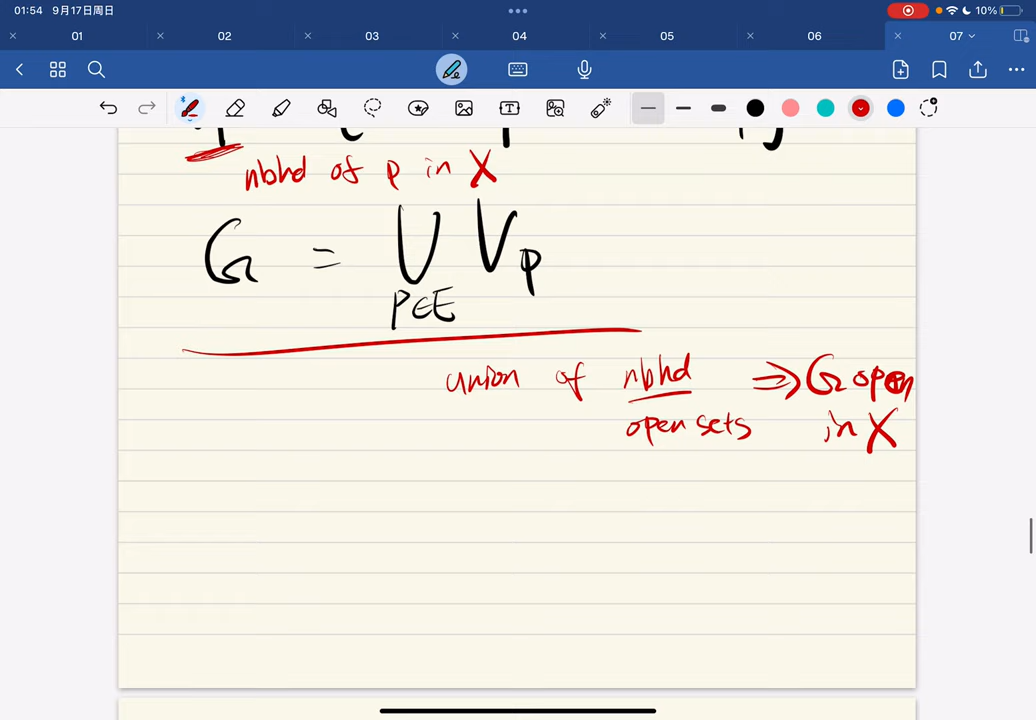 01:54 9月17日周日 10%
01 02 03 04 05 06 07
nbhd of p in X
G = ⋃ Vp
p∈E
union of nbhd ⇒ G open
open sets in X